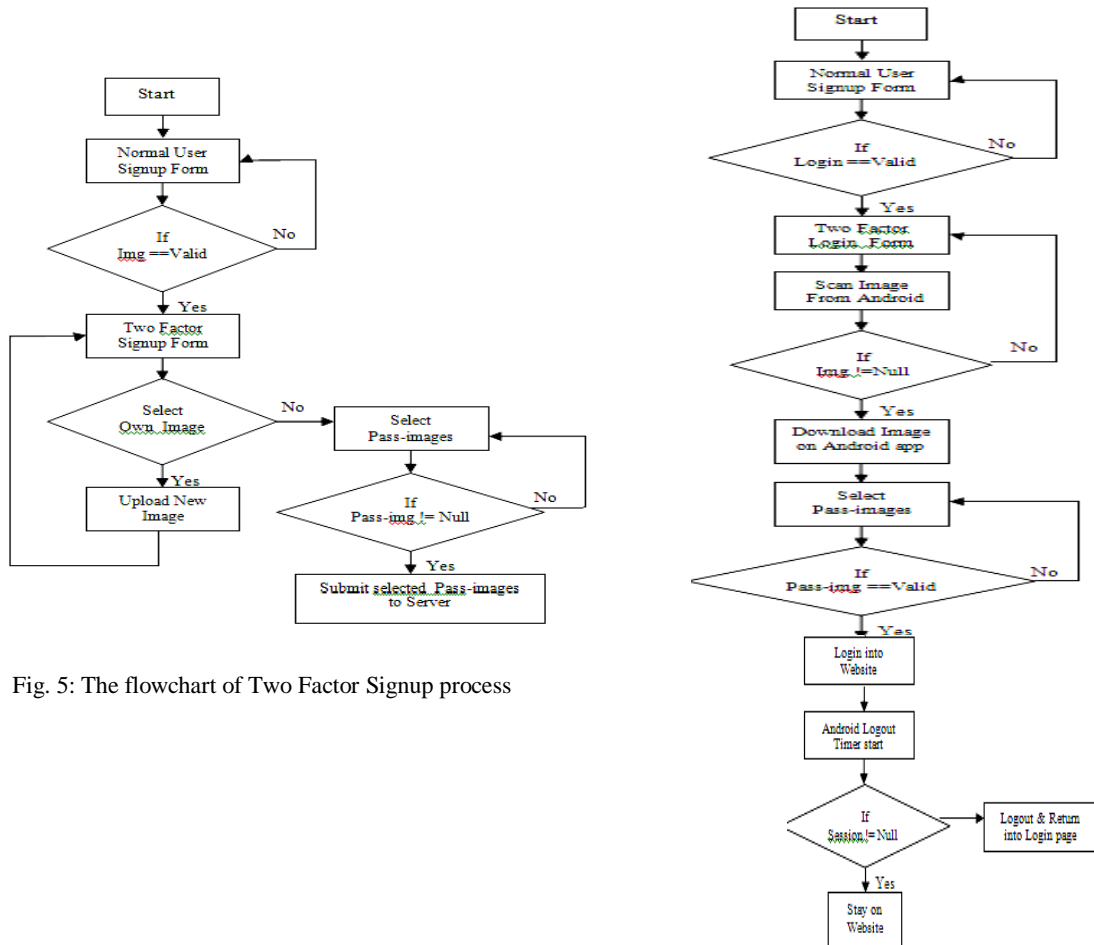 Start
Normal User
Signup Form
If
Img ==Valid
No
Yes
Two Factor
Signup Form
Select
Own Image
No
Yes
Upload New
Image
Select
Pass-images
If
Pass-img != Null
No
Yes
Submit selected Pass-images
to Server
Fig. 5: The flowchart of Two Factor Signup process
Start
Normal User
Signup Form
If
Login ==Valid
No
Yes
Two Factor
Login Form
Scan Image
From Android
If
Img !=Null
No
Yes
Download Image
on Android app
Select
Pass-images
If
Pass-img ==Valid
No
Yes
Login into
Website
Android Logout
Timer start
If
Session != Null
Logout & Return
into Login page
Yes
Stay on
Website